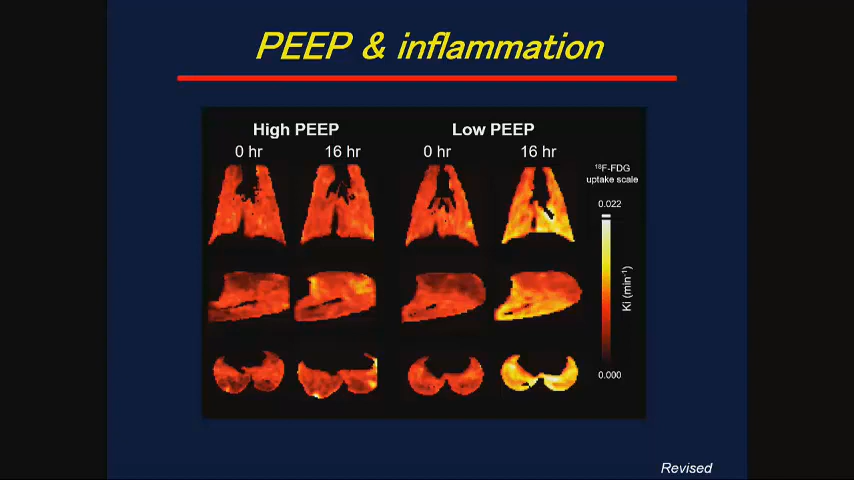 PEEP & inflammation
High PEEP
Low PEEP
0 hr
16 hr
0 hr
16 hr
¹⁸F-FDG
uptake scale
0.022
Ki (min⁻¹)
0.000
Revised